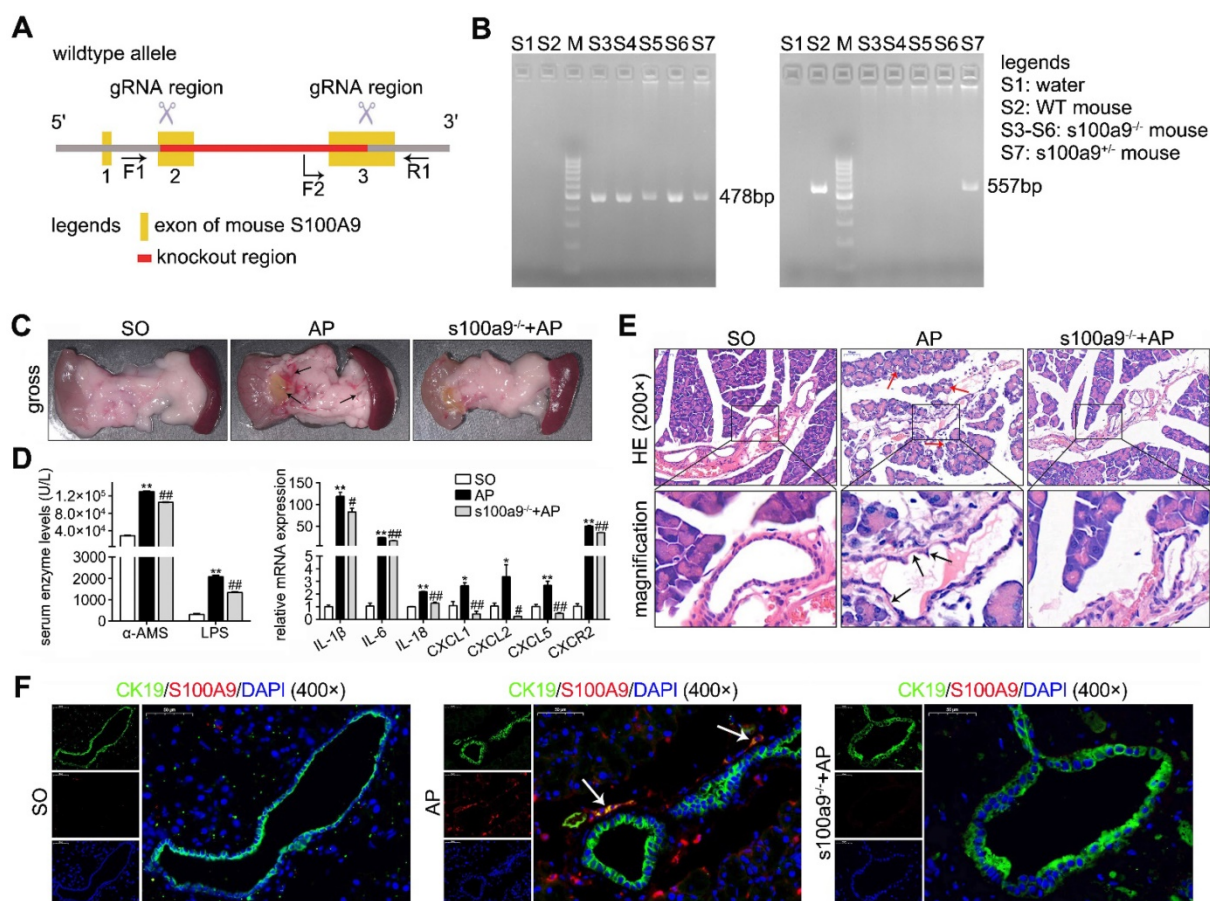 A
wildtype allele
gRNA region gRNA region
5' 3'
1 F1 2 F2 3 R1
legends exon of mouse S100A9
knockout region
B
S1 S2 M S3 S4 S5 S6 S7
478bp
S1 S2 M S3 S4 S5 S6 S7
557bp
legends
S1: water
S2: WT mouse
S3-S6: s100a9-/- mouse
S7: s100a9+/- mouse
C
SO AP s100a9-/-+AP
gross
D
serum enzyme levels (U/L)
1.2×10⁵
8.0×10⁴
4.0×10⁴
3000
2000
1000
0
** ##
** ##
α-AMS LPS
relative mRNA expression
150
100
50
5
4
3
2
1
0
SO
AP
s100a9-/-+AP
** #
** ##
** ##
* ##
* #
** ##
** ##
IL-1β IL-6 IL-18 CXCL1 CXCL2 CXCL5 CXCR2
E
SO AP s100a9-/-+AP
HE (200×)
magnification
F
CK19/S100A9/DAPI (400×)
SO
50 μm
CK19/S100A9/DAPI (400×)
AP
50 μm
CK19/S100A9/DAPI (400×)
s100a9-/-+AP
50 μm